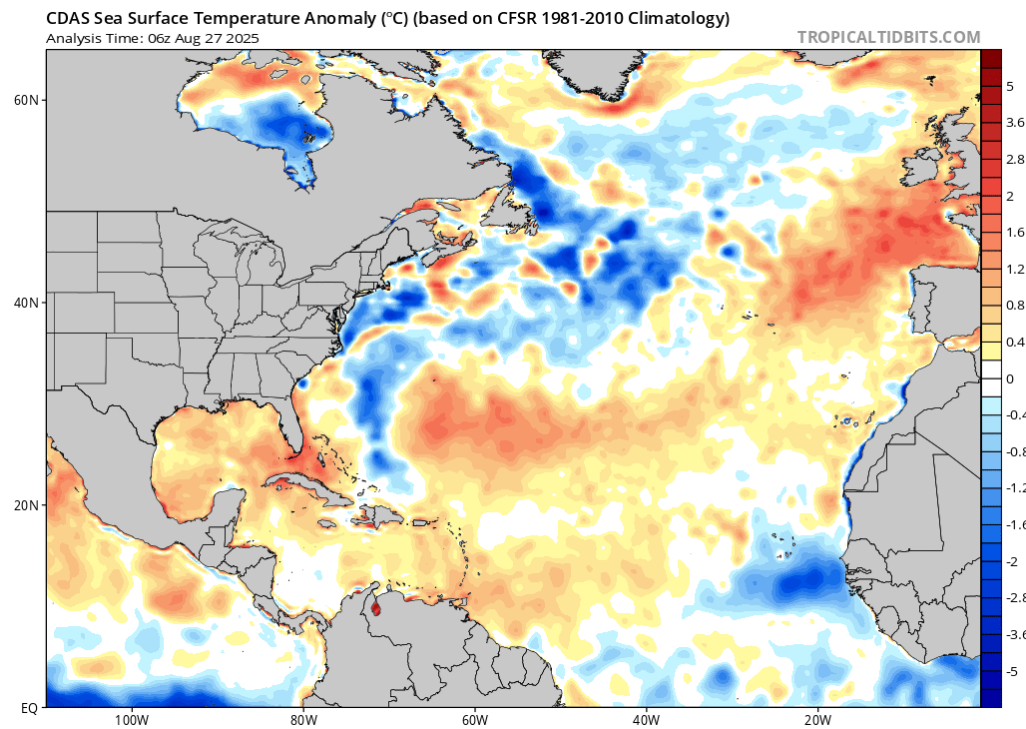 CDAS Sea Surface Temperature Anomaly (°C) (based on CFSR 1981-2010 Climatology)
Analysis Time: 06z Aug 27 2025
TROPICALTIDBITS.COM
60N
40N
20N
EQ
100W
80W
60W
40W
20W
5
3.6
2.8
2
1.6
1.2
0.8
0.4
0
-0.4
-0.8
-1.2
-1.6
-2
-2.8
-3.6
-5